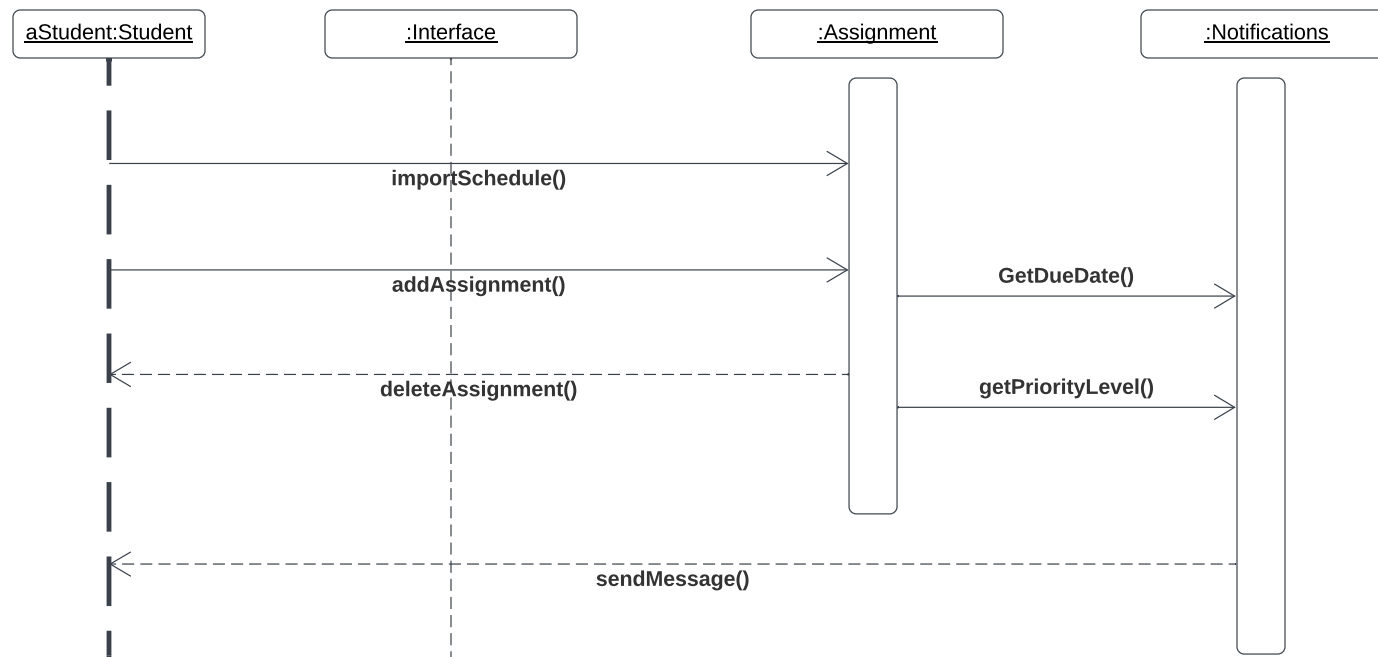 aStudent:Student
:Interface
:Assignment
:Notifications
importSchedule()
addAssignment()
GetDueDate()
deleteAssignment()
getPriorityLevel()
sendMessage()